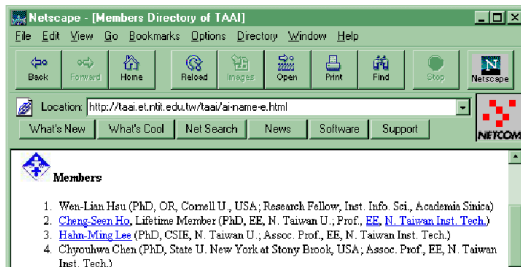 Netscape - [Members Directory of TAAI]
File Edit View Go Bookmarks Options Directory Window Help
Back Forward Home Reload Images Open Print Find Stop Netscape
Location: http://taai.et.ntit.edu.tw/taai/ai-name-e.html
What's New What's Cool Net Search News Software Support NETCOM
Members
1. Wen-Lian Hsu (PhD, OR, Cornell U., USA; Research Fellow, Inst. Info. Sci., Academia Sinica)
2. Cheng-Seen Ho, Lifetime Member (PhD, EE, N. Taiwan U.; Prof., EE, N. Taiwan Inst. Tech.)
3. Hahn-Ming Lee (PhD, CSIE, N. Taiwan U.; Assoc. Prof., EE, N. Taiwan Inst. Tech.)
4. Chyouhwa Chen (PhD, State U. New York at Stony Brook, USA; Assoc. Prof., EE, N. Taiwan
Inst. Tech.)